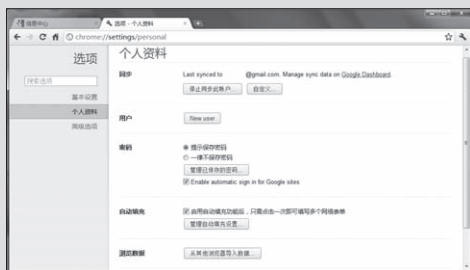 信息中心
选项 - 个人资料
chrome://settings/personal
选项
搜索选项
基本设置
个人资料
高级选项
个人资料
同步
Last synced to @gmail.com. Manage sync data on Google Dashboard.
停止同步此帐户...
自定义...
用户
New user
密码
提示保存密码
一律不保存密码
管理已保存的密码...
Enable automatic sign in for Google sites
自动填充
启用自动填充功能后，只需点击一次即可填写多个网络表单
管理自动填充设置...
浏览数据
从其他浏览器导入数据...